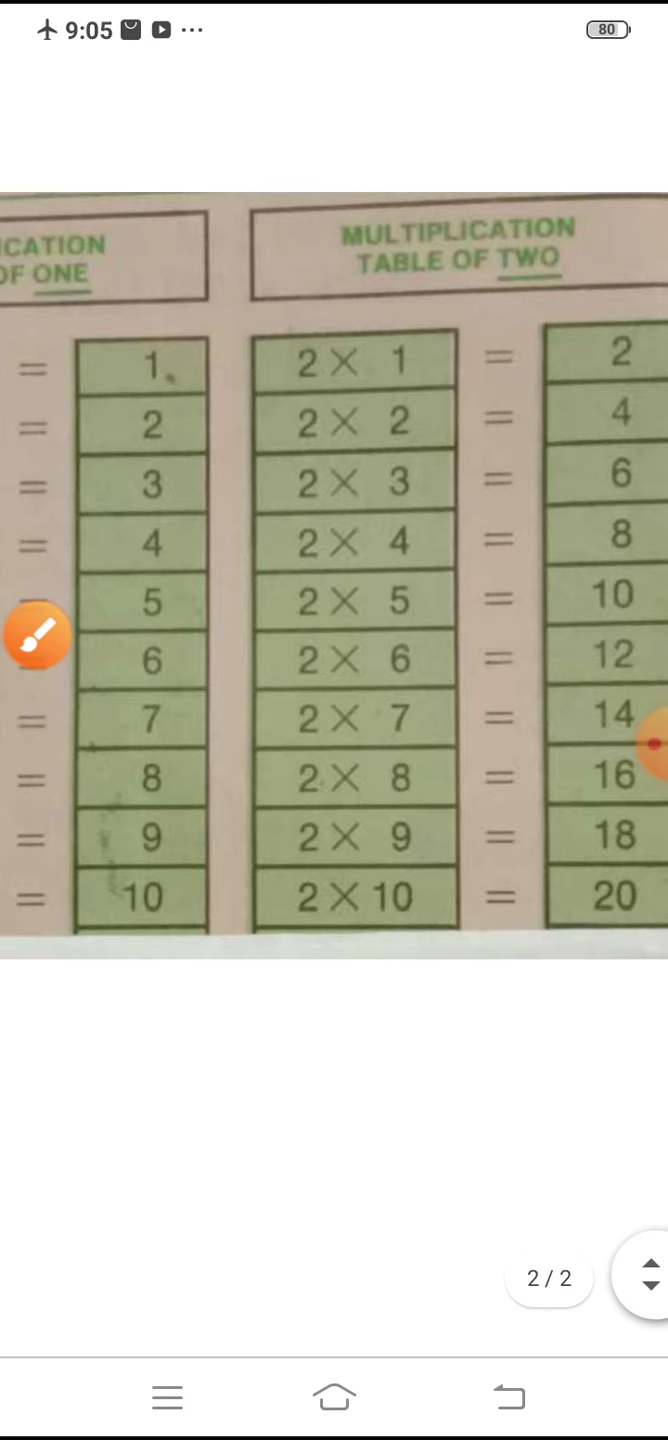 9:05
80
ICATION
OF ONE
= 1
= 2
= 3
= 4
5
6
= 7
= 8
= 9
= 10
MULTIPLICATION
TABLE OF TWO
2 × 1 = 2
2 × 2 = 4
2 × 3 = 6
2 × 4 = 8
2 × 5 = 10
2 × 6 = 12
2 × 7 = 14
2 × 8 = 16
2 × 9 = 18
2 × 10 = 20
2 / 2